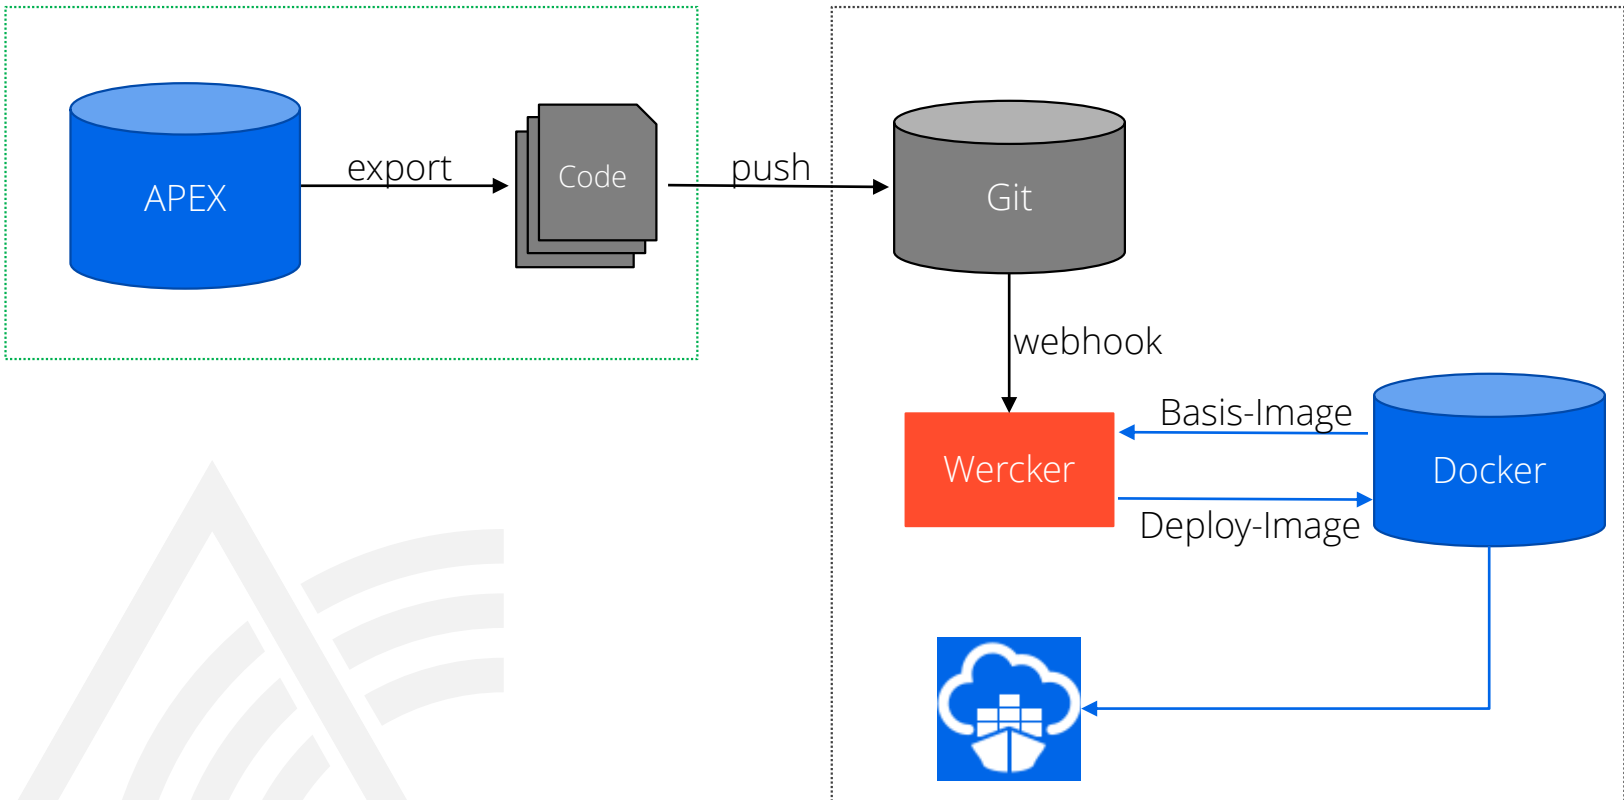 APEX
export
Code
push
Git
webhook
Basis-Image
Wercker
Docker
Deploy-Image